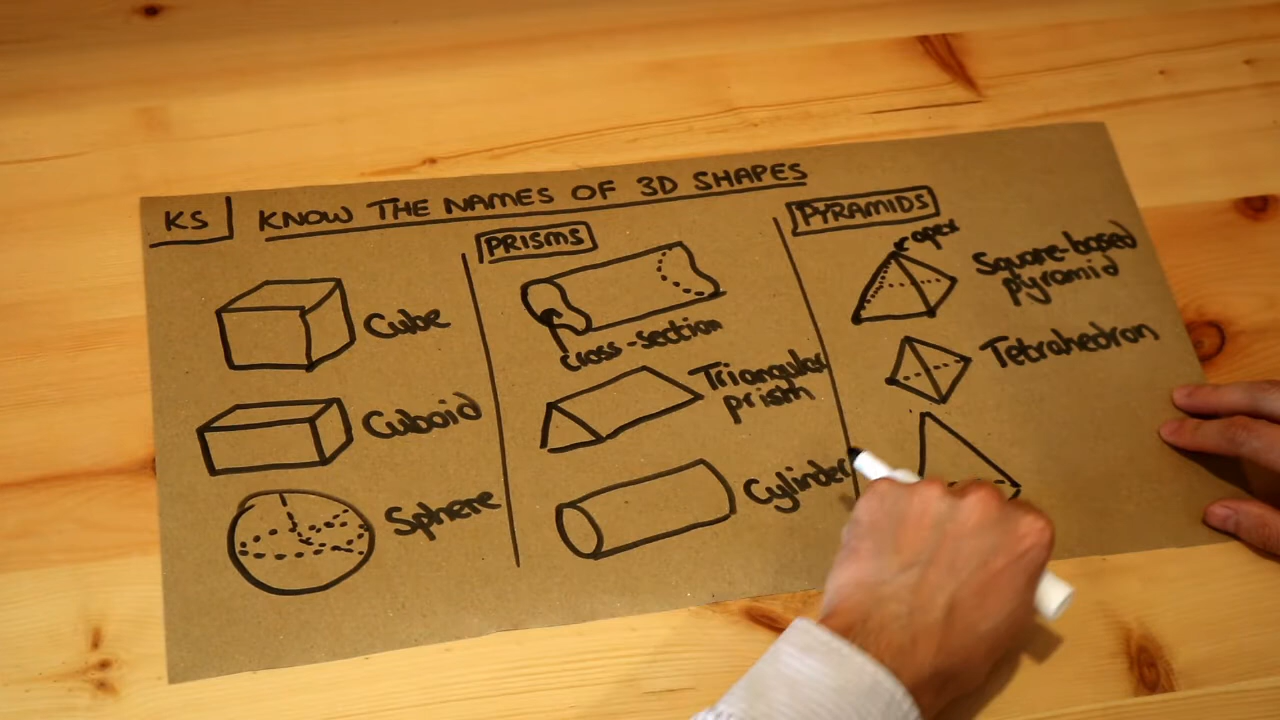 KS
KNOW THE NAMES OF 3D SHAPES
Cube
Cuboid
Sphere
PRISMS
cross-section
Triangular
prism
Cylinder
PYRAMIDS
apex
Square-based
pyramid
Tetrahedron